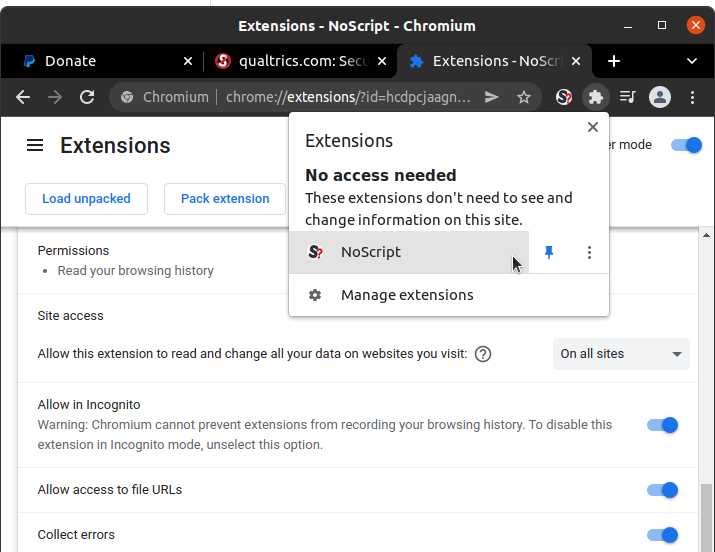 Extensions - NoScript - Chromium
Donate
qualtrics.com: Secu
Extensions - NoScri
Chromium
chrome://extensions/?id=hcdpcjaagn...
Extensions
er mode
Load unpacked
Pack extension
Extensions
No access needed
These extensions don't need to see and
change information on this site.
NoScript
Manage extensions
Permissions
• Read your browsing history
Site access
Allow this extension to read and change all your data on websites you visit:
On all sites
Allow in Incognito
Warning: Chromium cannot prevent extensions from recording your browsing history. To disable this
extension in Incognito mode, unselect this option.
Allow access to file URLs
Collect errors